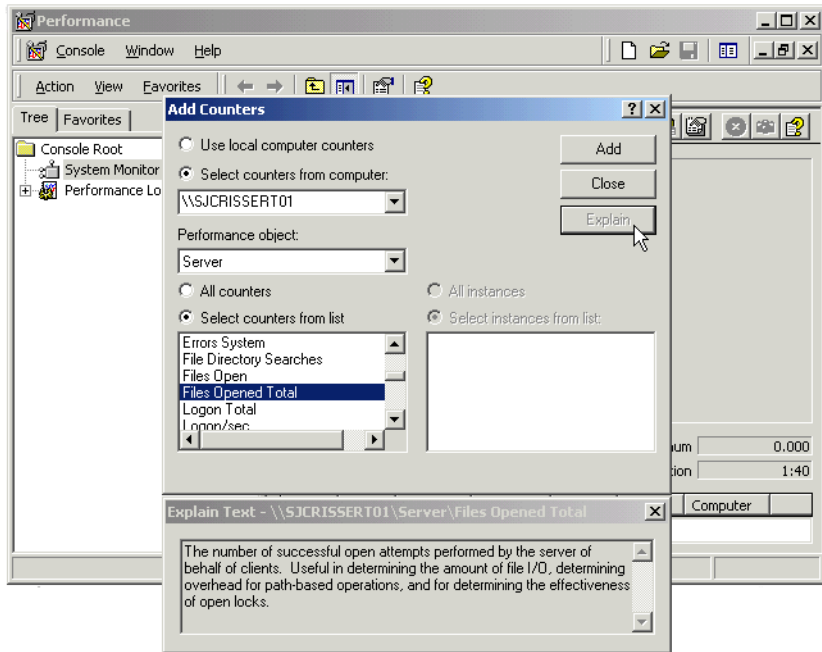 Performance
Console Window Help
Action View Favorites
Tree Favorites
Console Root
System Monitor
Performance Lo
Add Counters
Use local computer counters
Select counters from computer:
\\SJCRISSERT01
Performance object:
Server
All counters
Select counters from list
Errors System
File Directory Searches
Files Open
Files Opened Total
Logon Total
Logon/sec
Add
Close
Explain
All instances
Select instances from list:
um 0.000
tion 1:40
Computer
Explain Text - \\SJCRISSERT01\Server\Files Opened Total
The number of successful open attempts performed by the server of
behalf of clients. Useful in determining the amount of file I/O, determining
overhead for path-based operations, and for determining the effectiveness
of open locks.